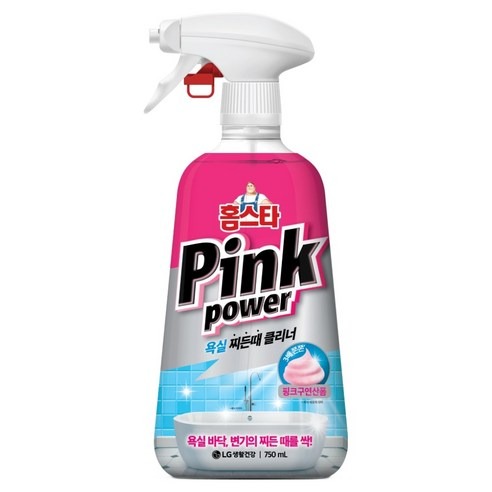 홈스타
Pink
power
욕실 찌든때 클리너
핑크구연산폼
욕실 바닥, 변기의 찌든 때를 싹!
LG생활건강 | 750 mL